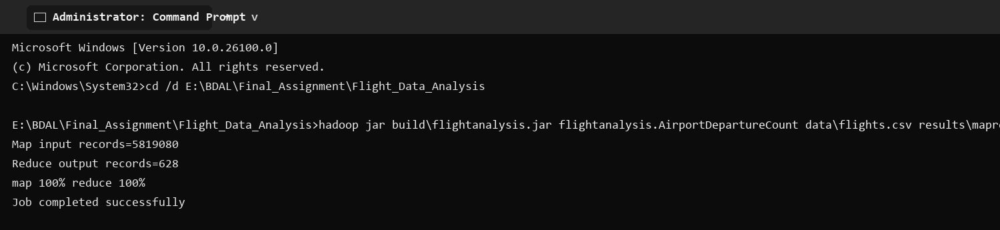 Administrator: Command Prompt v
Microsoft Windows [Version 10.0.26100.0]
(c) Microsoft Corporation. All rights reserved.
C:\Windows\System32>cd /d E:\BDAL\Final_Assignment\Flight_Data_Analysis
E:\BDAL\Final_Assignment\Flight_Data_Analysis>hadoop jar build\flightanalysis.jar flightanalysis.AirportDepartureCount data\flights.csv results\mapr
Map input records=5819080
Reduce output records=628
map 100% reduce 100%
Job completed successfully